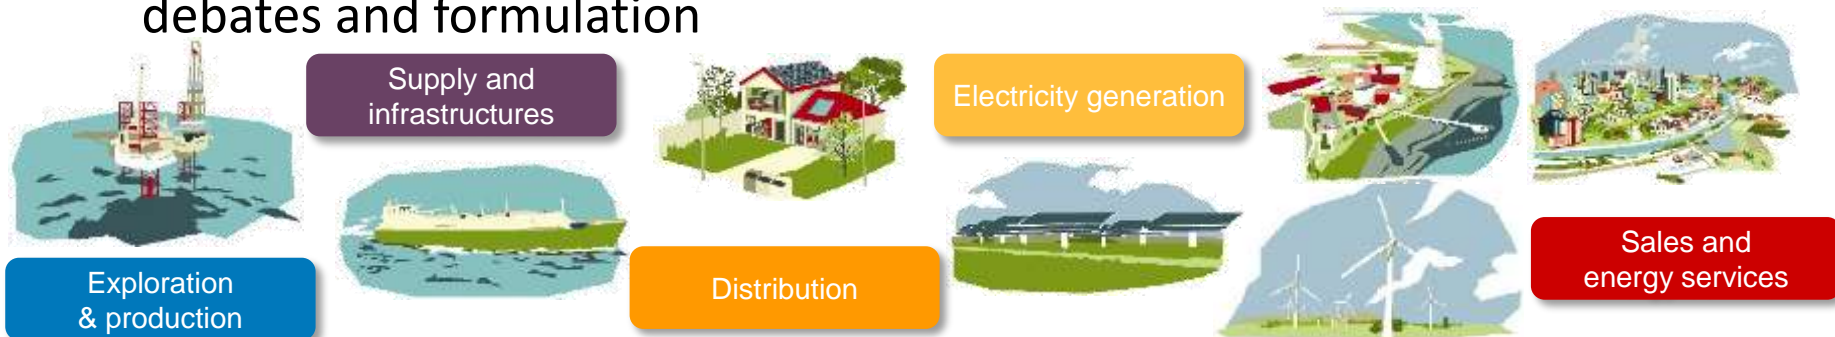 debates and formulation
Supply and
infrastructures
Electricity generation
Sales and
energy services
Exploration
& production
Distribution